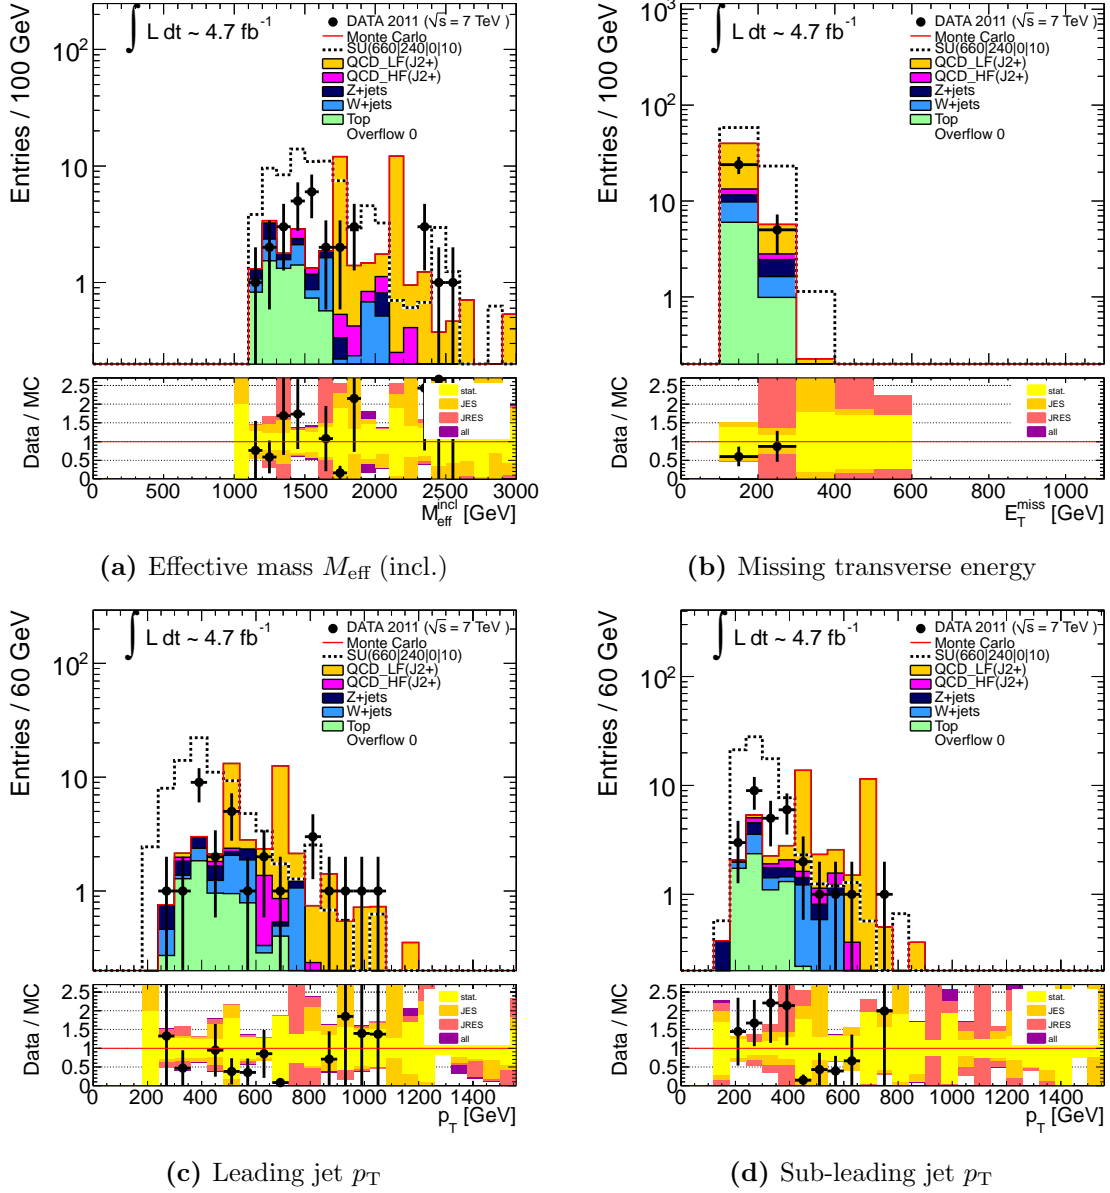 ∫ L dt ~ 4.7 fb⁻¹
DATA 2011 (√s = 7 TeV )
Monte Carlo
SU(660|240|0|10)
QCD_LF(J2+)
QCD_HF(J2+)
Z+jets
W+jets
Top
Overflow 0
Entries / 100 GeV
10²
10
1
Data / MC
2.5
2
1.5
1
0.5
0
stat.
JES
JRES
all
0 500 1000 1500 2000 2500 3000
M_eff^incl [GeV]
(a) Effective mass M_eff (incl.)
∫ L dt ~ 4.7 fb⁻¹
DATA 2011 (√s = 7 TeV )
Monte Carlo
SU(660|240|0|10)
QCD_LF(J2+)
QCD_HF(J2+)
Z+jets
W+jets
Top
Overflow 0
Entries / 100 GeV
10³
10²
10
1
Data / MC
2.5
2
1.5
1
0.5
0
stat.
JES
JRES
all
0 200 400 600 800 1000
E_T^miss [GeV]
(b) Missing transverse energy
∫ L dt ~ 4.7 fb⁻¹
DATA 2011 (√s = 7 TeV )
Monte Carlo
SU(660|240|0|10)
QCD_LF(J2+)
QCD_HF(J2+)
Z+jets
W+jets
Top
Overflow 0
Entries / 60 GeV
10²
10
1
Data / MC
2.5
2
1.5
1
0.5
0
stat.
JES
JRES
all
0 200 400 600 800 1000 1200 1400
p_T [GeV]
(c) Leading jet p_T
∫ L dt ~ 4.7 fb⁻¹
DATA 2011 (√s = 7 TeV )
Monte Carlo
SU(660|240|0|10)
QCD_LF(J2+)
QCD_HF(J2+)
Z+jets
W+jets
Top
Overflow 0
Entries / 60 GeV
10²
10
1
Data / MC
2.5
2
1.5
1
0.5
0
stat.
JES
JRES
all
0 200 400 600 800 1000 1200 1400
p_T [GeV]
(d) Sub-leading jet p_T